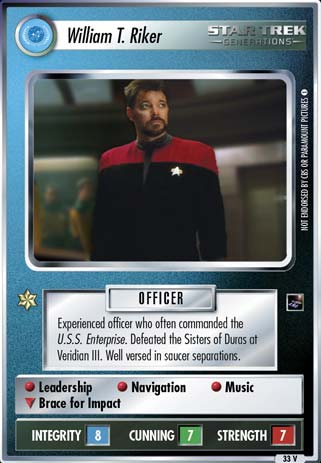 William T. Riker
STAR TREK
GENERATIONS
NOT ENDORSED BY CBS OR PARAMOUNT PICTURES
OFFICER
Experienced officer who often commanded the
U.S.S. Enterprise. Defeated the Sisters of Duras at
Veridian III. Well versed in saucer separations.
Leadership Navigation Music
Brace for Impact
INTEGRITY 8 CUNNING 7 STRENGTH 7
33 V